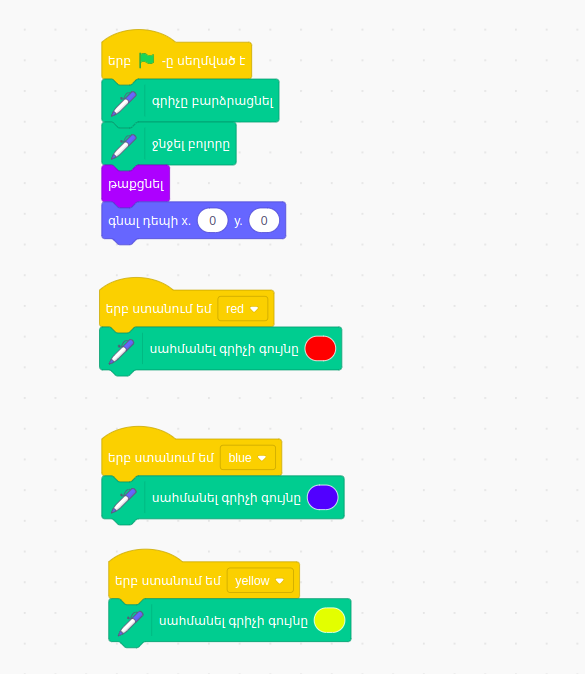 երբ -ը սեղմված է
գրիչը բարձրացնել
ջնջել բոլորը
թաքցնել
գնալ դեպի x. 0 y. 0
երբ ստանում եմ red
սահմանել գրիչի գույնը
երբ ստանում եմ blue
սահմանել գրիչի գույնը
երբ ստանում եմ yellow
սահմանել գրիչի գույնը